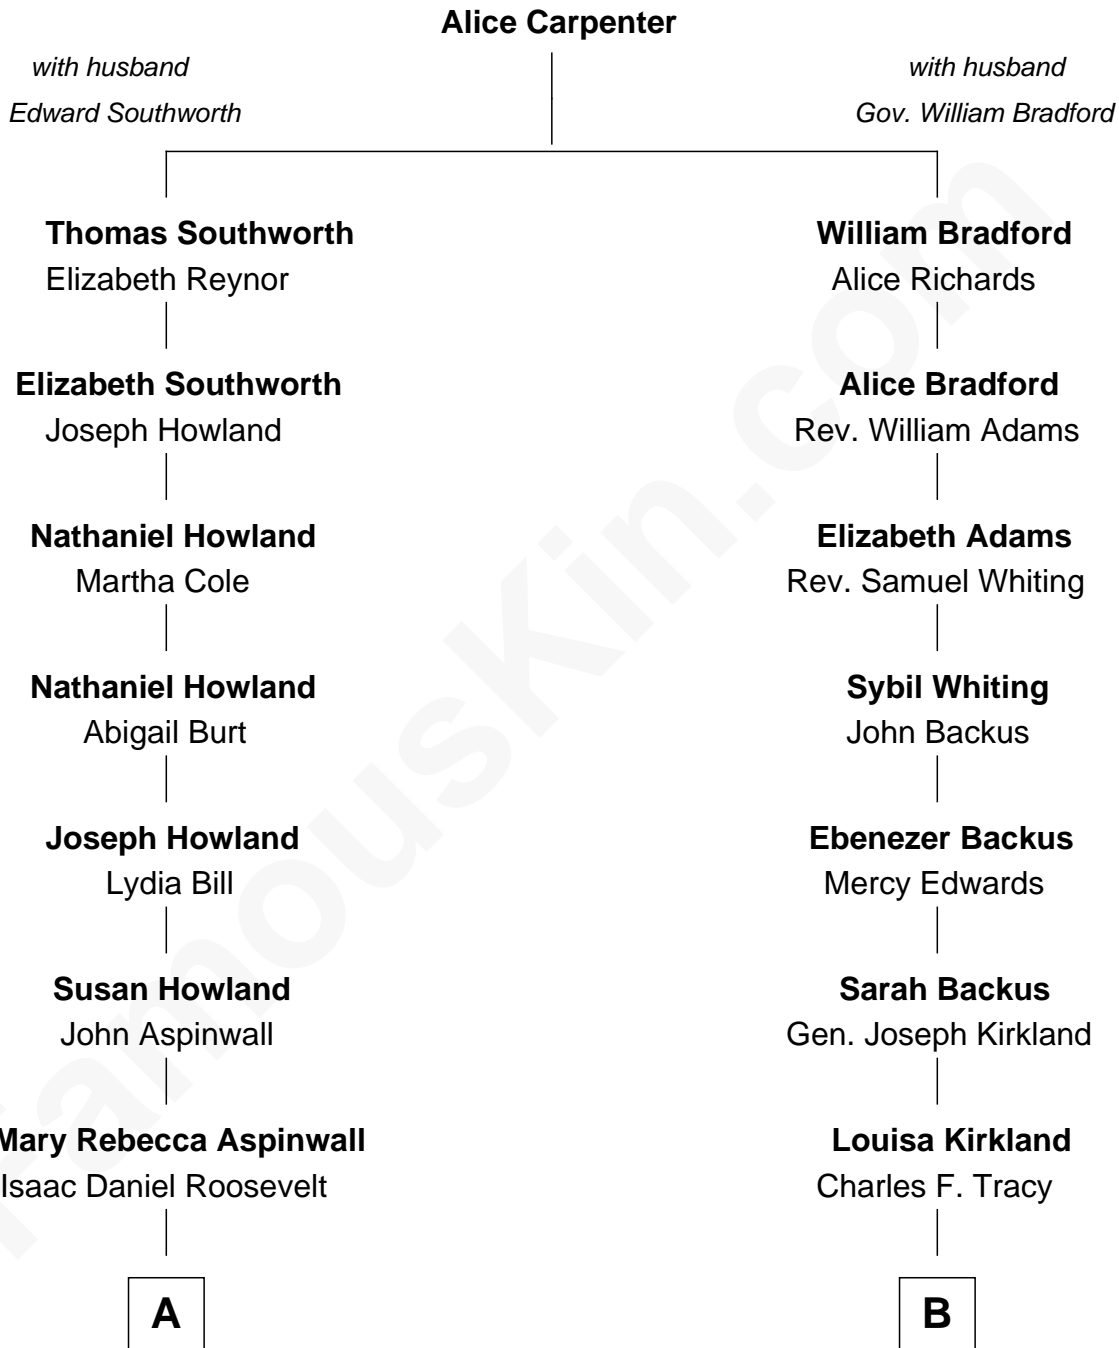 Alice Carpenter
with husband
Edward Southworth
with husband
Gov. William Bradford
Thomas Southworth
Elizabeth Reynor
William Bradford
Alice Richards
Elizabeth Southworth
Joseph Howland
Alice Bradford
Rev. William Adams
Nathaniel Howland
Martha Cole
Elizabeth Adams
Rev. Samuel Whiting
Nathaniel Howland
Abigail Burt
Sybil Whiting
John Backus
Joseph Howland
Lydia Bill
Ebenezer Backus
Mercy Edwards
Susan Howland
John Aspinwall
Sarah Backus
Gen. Joseph Kirkland
Mary Rebecca Aspinwall
Isaac Daniel Roosevelt
Louisa Kirkland
Charles F. Tracy
A
B
FamousKin.com